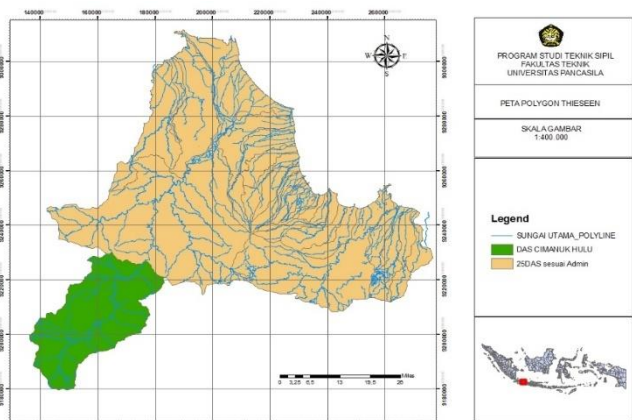 140000 160000 180000 200000 220000 240000 260000
N
W E
S
0 3,25 6,5 13 19,5 26
Miles
PROGRAM STUDI TEKNIK SIPIL
FAKULTAS TEKNIK
UNIVERSITAS PANCASILA
PETA POLYGON THIESEEN
SKALA GAMBAR
1:400.000
Legend
SUNGAI UTAMA_POLYLINE
DAS CIMANUK HULU
25DAS sesuai Admin